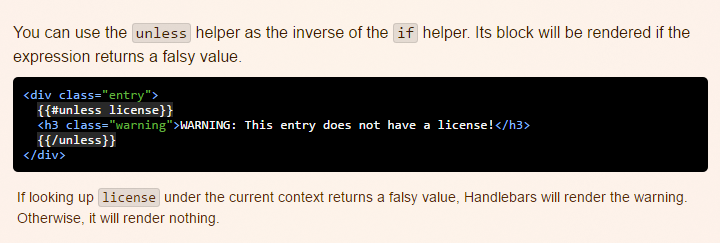 You can use the unless helper as the inverse of the if helper. Its block will be rendered if the
expression returns a falsy value.
<div class="entry">
{{#unless license}}
<h3 class="warning">WARNING: This entry does not have a license!</h3>
{{/unless}}
</div>
If looking up license under the current context returns a falsy value, Handlebars will render the warning.
Otherwise, it will render nothing.